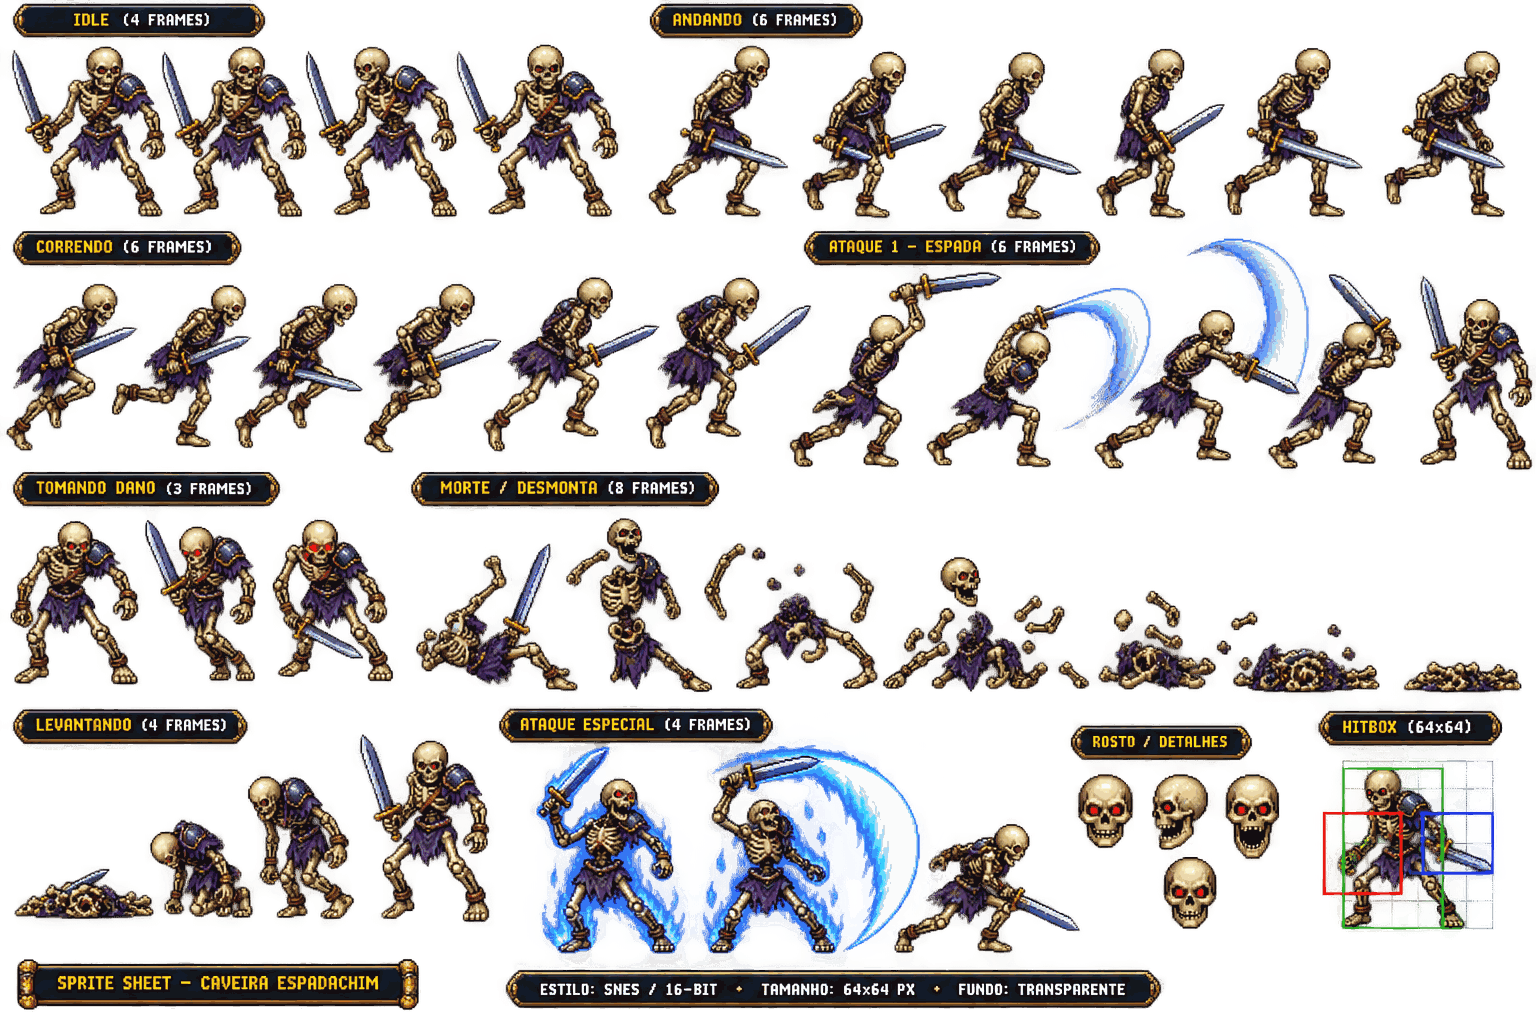 IDLE (4 FRAMES)
ANDANDO (6 FRAMES)
CORRENDO (6 FRAMES)
ATAQUE 1 - ESPADA (6 FRAMES)
TOMANDO DANO (3 FRAMES)
MORTE / DESMONTA (8 FRAMES)
LEVANTANDO (4 FRAMES)
ATAQUE ESPECIAL (4 FRAMES)
ROSTO / DETALHES
HITBOX (64x64)
SPRITE SHEET - CAVEIRA ESPADACHIM
ESTILO: SNES / 16-BIT • TAMANHO: 64x64 PX • FUNDO: TRANSPARENTE